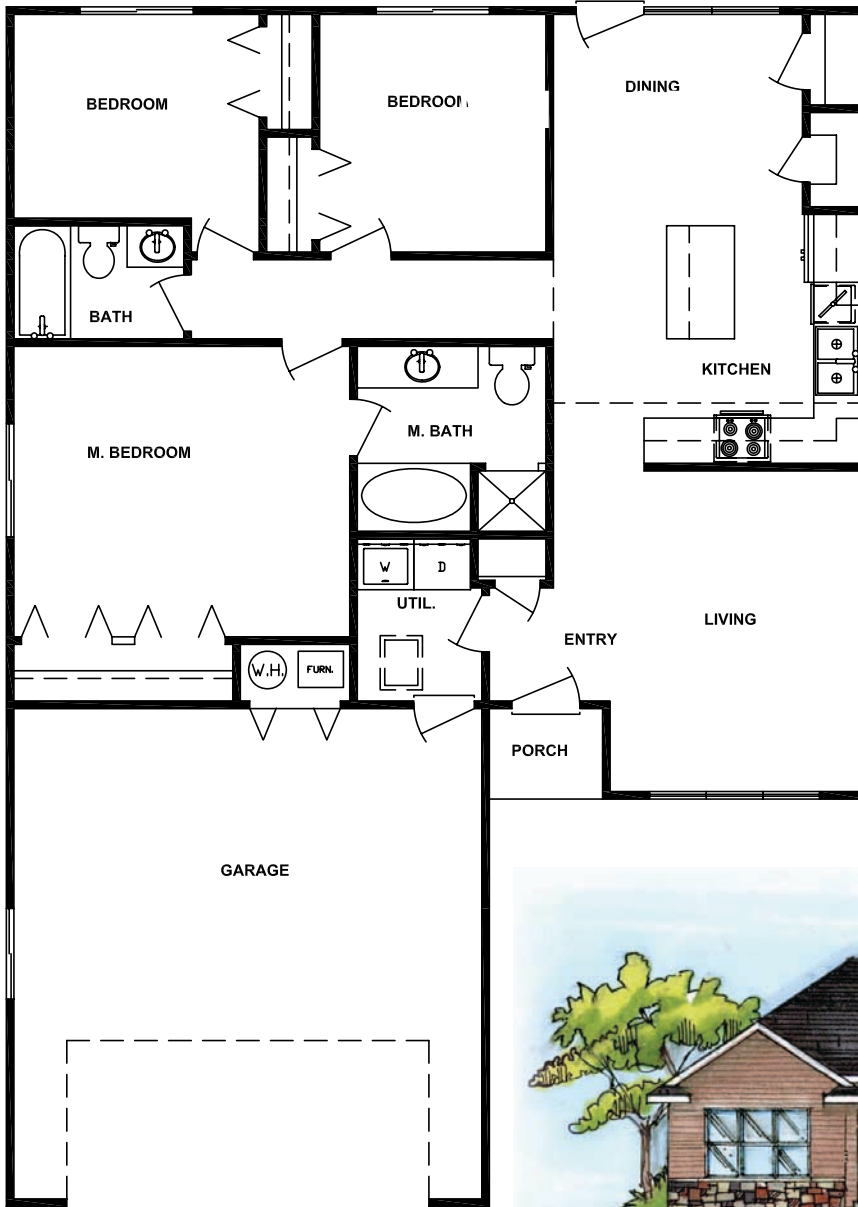 DINING
BEDROOM
BEDROOM
BATH
KITCHEN
M. BATH
M. BEDROOM
W
D
UTIL.
LIVING
ENTRY
W.H.
FURN.
PORCH
GARAGE